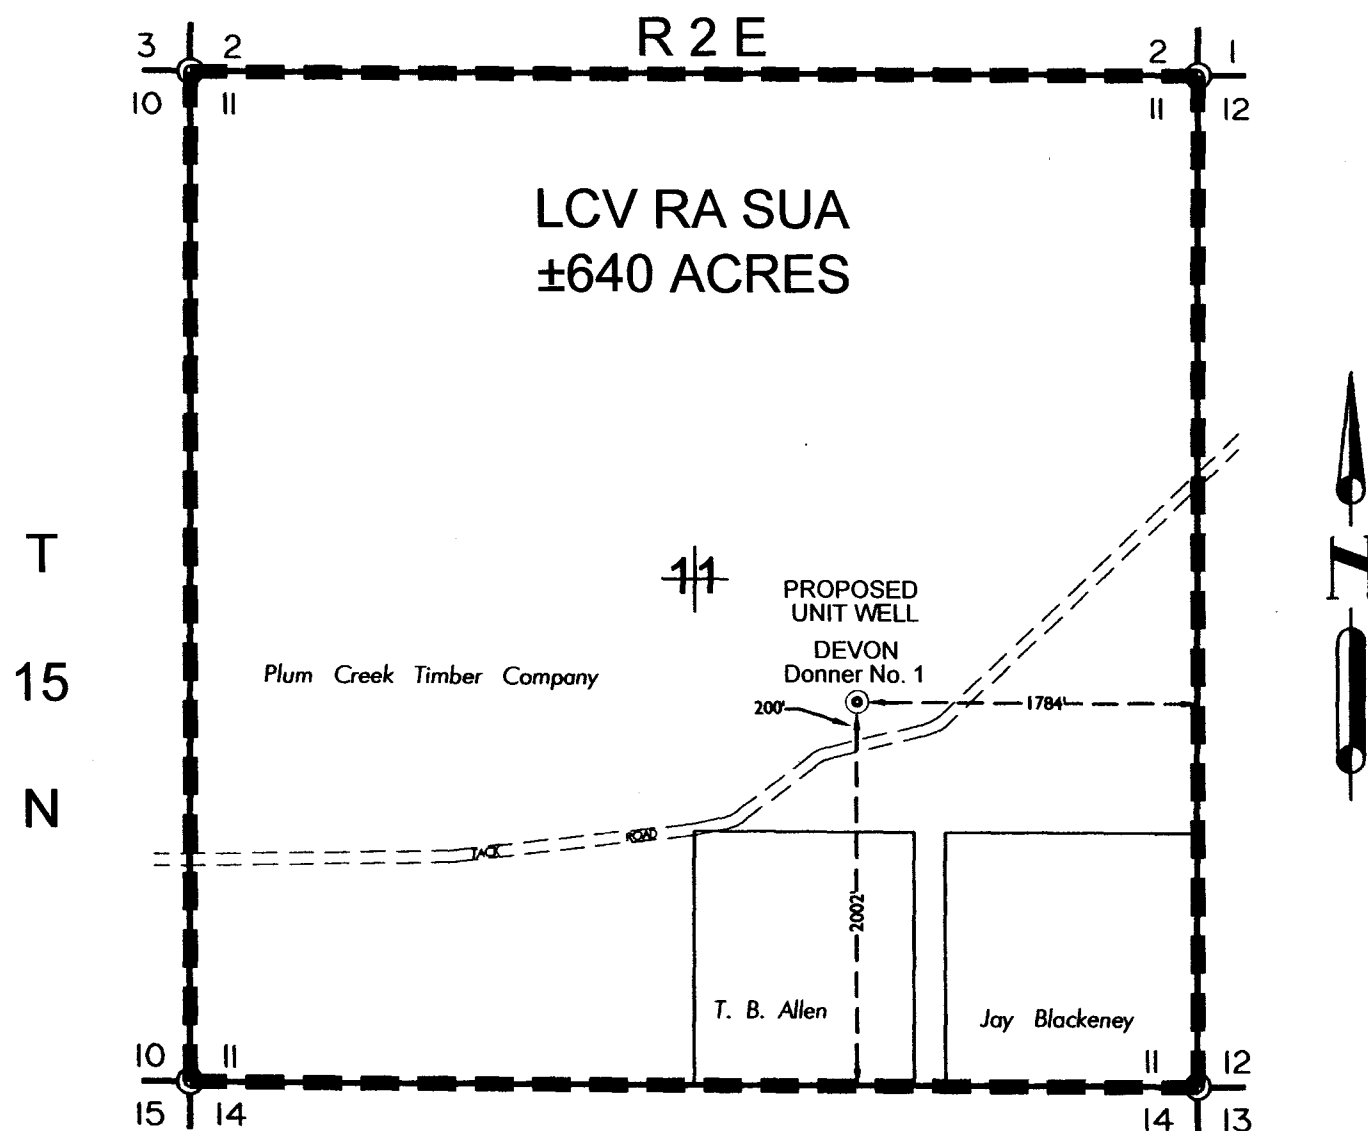 R 2 E
3 2
2 1
10 11
11 12
LCV RA SUA
±640 ACRES
T
15
N
11
PROPOSED
UNIT WELL
DEVON
Donner No. 1
Plum Creek Timber Company
200'
1784'
N
TACK ROAD
2002'
T. B. Allen
Jay Blackeney
10 11
11 12
15 14
14 13